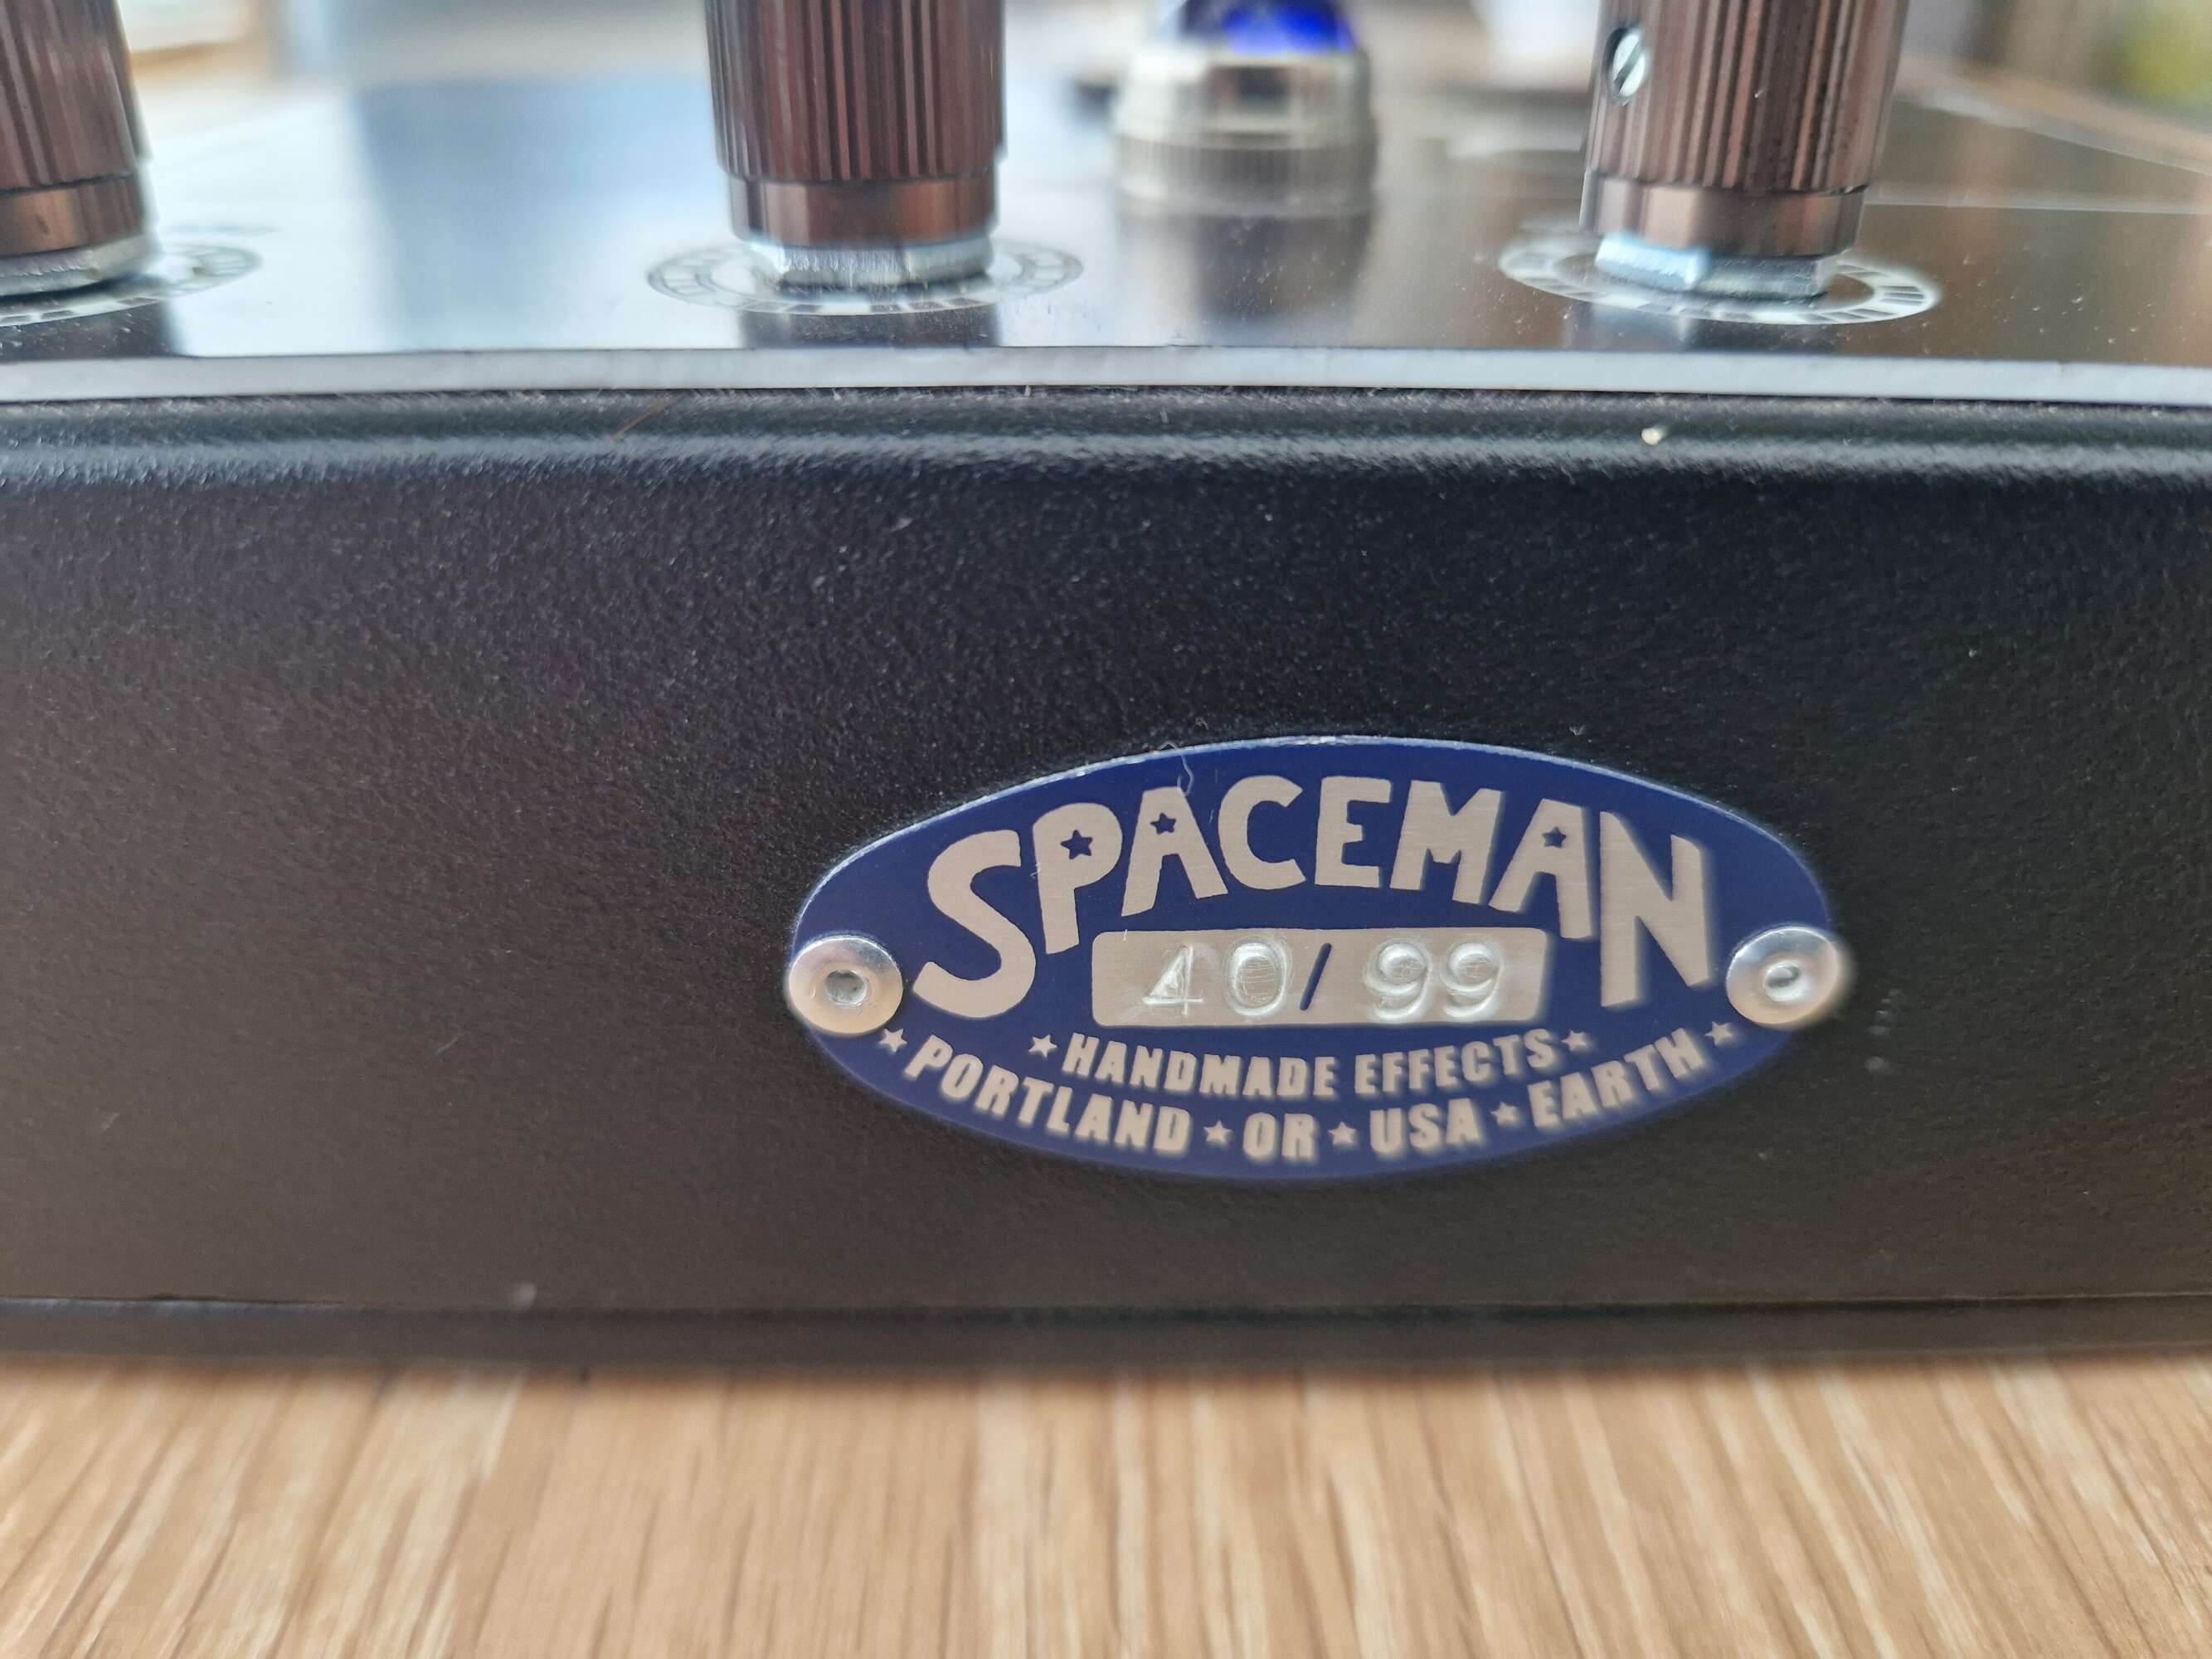 SPACEMAN
40/99
★HANDMADE EFFECTS★
★PORTLAND★OR★USA★EARTH★